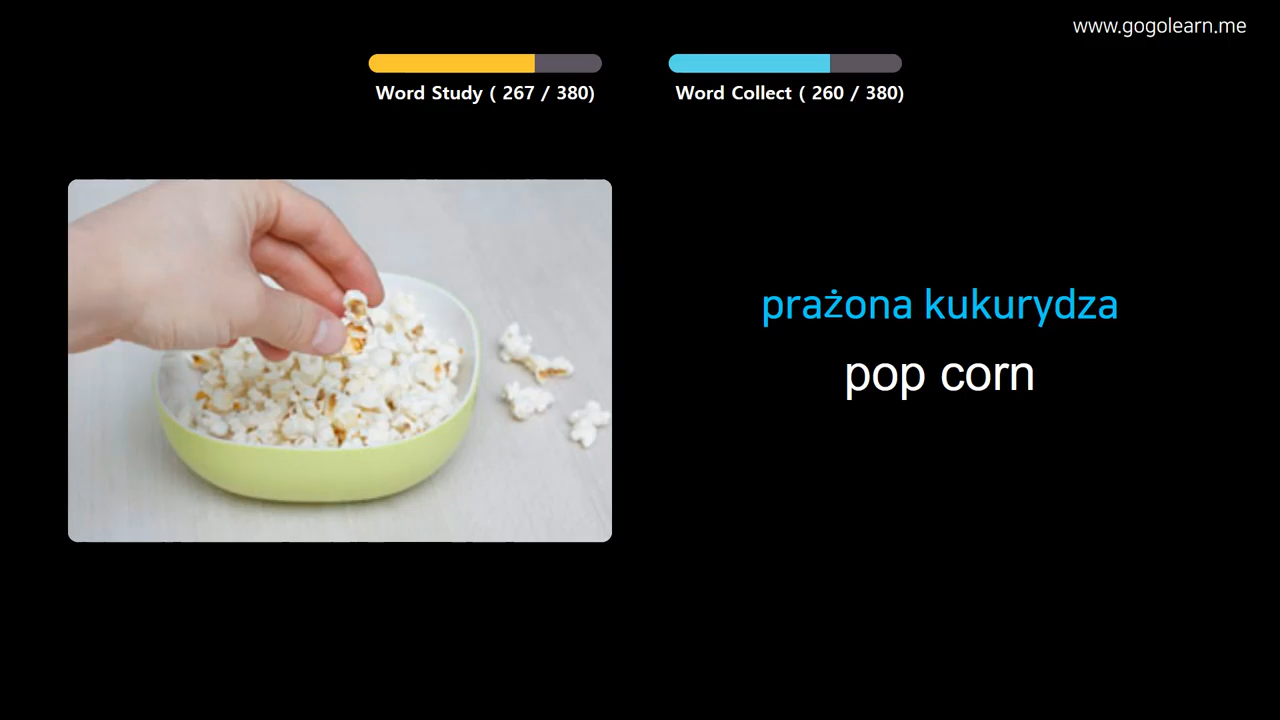 www.gogolearn.me
Word Study ( 267 / 380)
Word Collect ( 260 / 380)
prażona kukurydza
pop corn